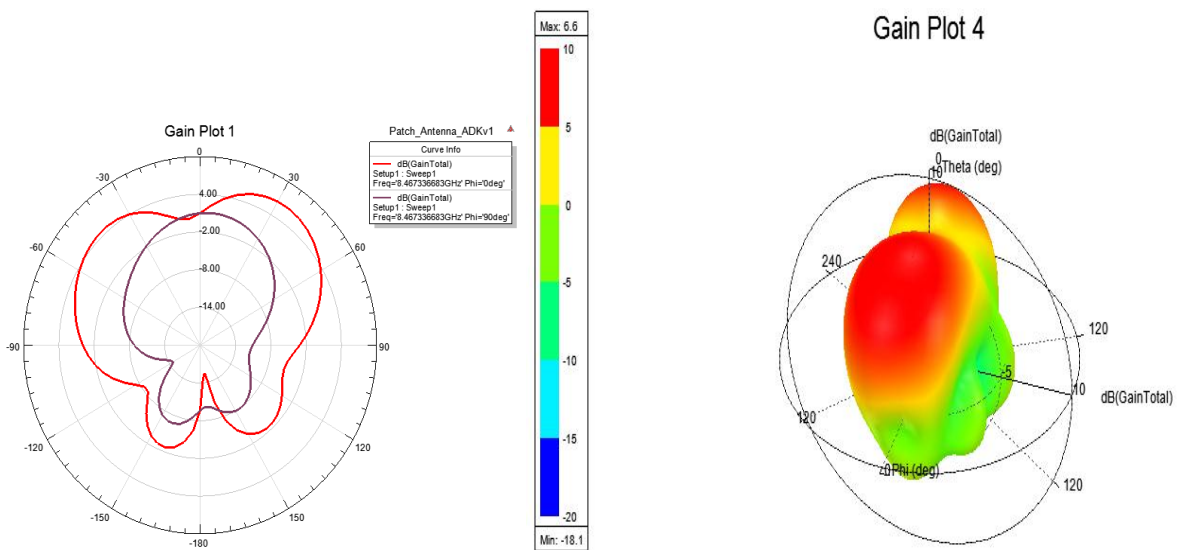 Gain Plot 1
0
30
60
90
120
150
-180
-150
-120
-90
-60
-30
4.00
-2.00
-8.00
-14.00
Patch_Antenna_ADKv1
Curve Info
dB(GainTotal)
Setup1 : Sweep1
Freq='8.467336683GHz' Phi='0deg'
dB(GainTotal)
Setup1 : Sweep1
Freq='8.467336683GHz' Phi='90deg'
Max: 6.6
10
5
0
-5
-10
-15
-20
Min: -18.1
Gain Plot 4
dB(GainTotal)
0
10
Theta (deg)
240
120
-5
10
dB(GainTotal)
120
0
Phi (deg)
120